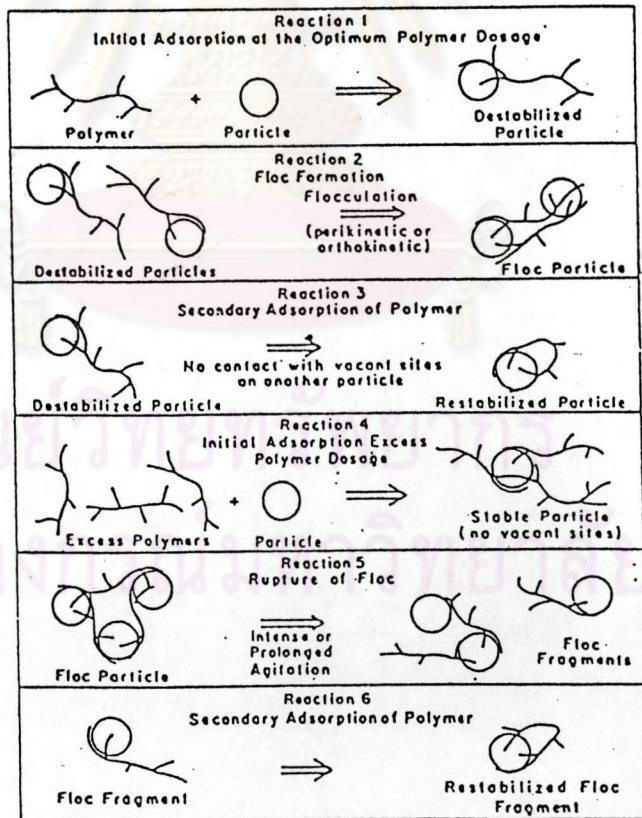 Reaction 1
Initial Adsorption at the Optimum Polymer Dosage
Polymer
+
Particle
Destabilized
Particle
Reaction 2
Floc Formation
Flocculation
(perikinetic or
orthokinetic)
Destabilized Particles
Floc Particle
Reaction 3
Secondary Adsorption of Polymer
No contact with vacant sites
on another particle
Destabilized Particle
Restabilized Particle
Reaction 4
Initial Adsorption Excess
Polymer Dosage
Excess Polymers
+
Particle
Stable Particle
(no vacant sites)
Reaction 5
Rupture of Floc
Intense or
Prolonged
Agitation
Floc Particle
Floc
Fragments
Reaction 6
Secondary Adsorption of Polymer
Floc Fragment
Restabilized Floc
Fragment